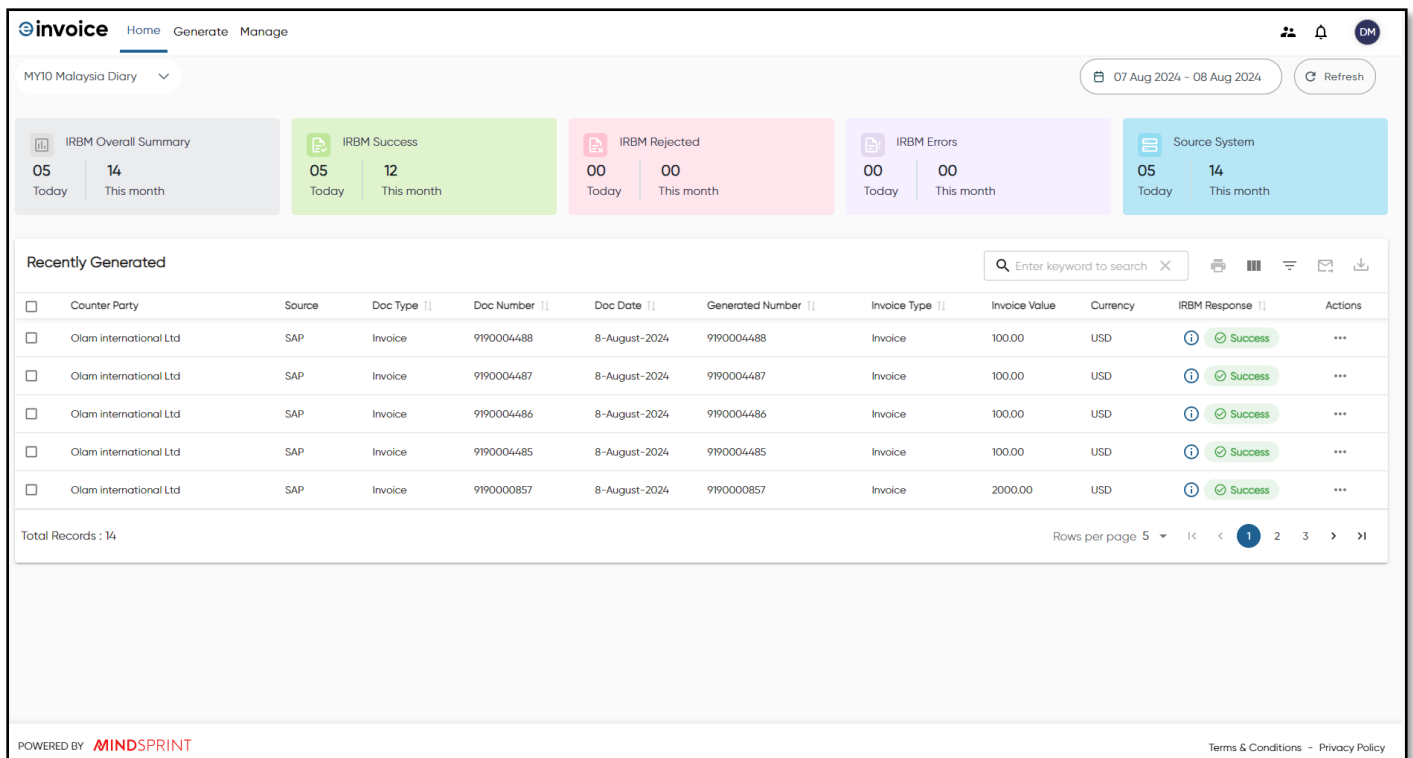 einvoice Home Generate Manage DM
MY10 Malaysia Diary 07 Aug 2024 - 08 Aug 2024 Refresh
IRBM Overall Summary
05 14
Today This month
IRBM Success
05 12
Today This month
IRBM Rejected
00 00
Today This month
IRBM Errors
00 00
Today This month
Source System
05 14
Today This month
Recently Generated Enter keyword to search
Counter Party Source Doc Type Doc Number Doc Date Generated Number Invoice Type Invoice Value Currency IRBM Response Actions
Olam international Ltd SAP Invoice 9190004488 8-August-2024 9190004488 Invoice 100.00 USD Success
Olam international Ltd SAP Invoice 9190004487 8-August-2024 9190004487 Invoice 100.00 USD Success
Olam international Ltd SAP Invoice 9190004486 8-August-2024 9190004486 Invoice 100.00 USD Success
Olam international Ltd SAP Invoice 9190004485 8-August-2024 9190004485 Invoice 100.00 USD Success
Olam international Ltd SAP Invoice 9190000857 8-August-2024 9190000857 Invoice 2000.00 USD Success
Total Records : 14 Rows per page 5 1 2 3
POWERED BY MINDSPRINT Terms & Conditions - Privacy Policy